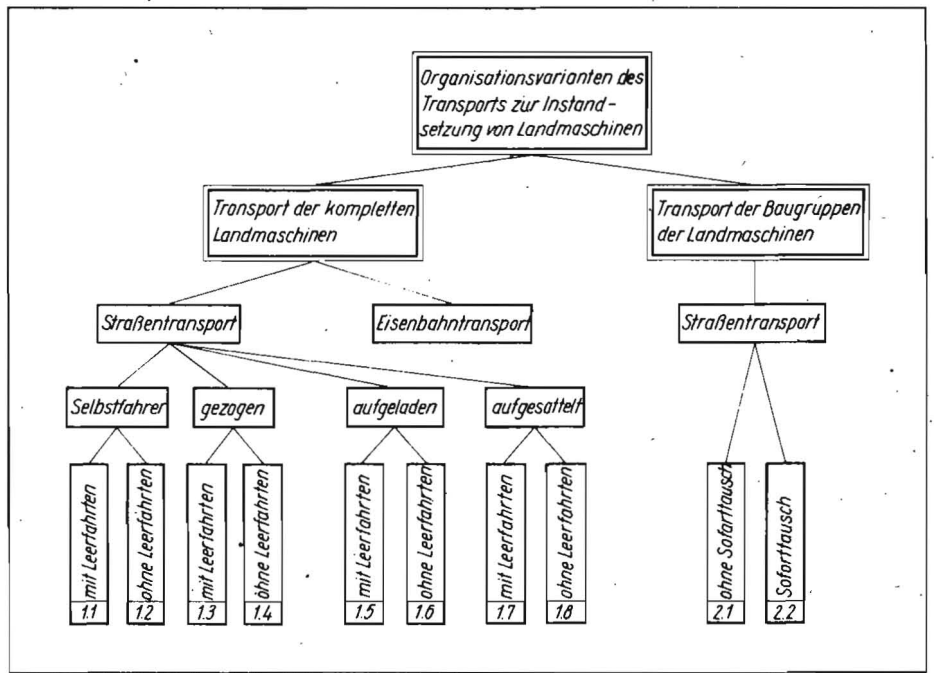 Organisationsvarianten des
Transports zur Instand-
setzung von Landmaschinen
Transport der kompletten
Landmaschinen
Transport der Baugruppen
der Landmaschinen
Straßentransport
Eisenbahntransport
Straßentransport
Selbstfahrer
gezogen
aufgeladen
aufgesattelt
mit Leerfahrten
ohne Leerfahrten
mit Leerfahrten
ohne Leerfahrten
mit Leerfahrten
ohne Leerfahrten
mit Leerfahrten
ohne Leerfahrten
ohne Soforttausch
Soforttausch
1.1
1.2
1.3
1.4
1.5
1.6
1.7
1.8
2.1
2.2